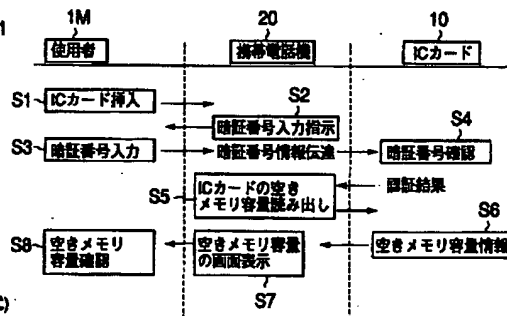 1
1M
20
10
使用者
携帯電話機
ICカード
S1
ICカード挿入
S2
暗証番号入力指示
S3
暗証番号入力
暗証番号情報伝達
S4
暗証番号確認
認証結果
S5
ICカードの空き
メモリ容量読み出し
S6
空きメモリ容量情報
S7
空きメモリ容量
の画面表示
S8
空きメモリ
容量確認